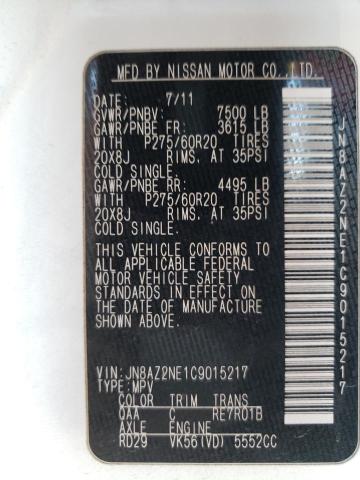 MFD BY NISSAN MOTOR CO., LTD.
DATE: 7/11
GVWR/PNBV: 7500 LB
GAWR/PNBE FR: 3615 LB
WITH P275/60R20 TIRES
20X8J RIMS, AT 35PSI
COLD SINGLE.
GAWR/PNBE RR: 4495 LB
WITH P275/60R20 TIRES
20X8J RIMS, AT 35PSI
COLD SINGLE.
THIS VEHICLE CONFORMS TO
ALL APPLICABLE FEDERAL
MOTOR VEHICLE SAFETY
STANDARDS IN EFFECT ON
THE DATE OF MANUFACTURE
SHOWN ABOVE.
VIN: JN8AZ2NE1C9015217
TYPE: MPV
COLOR TRIM TRANS
QAA C RE7R01B
AXLE ENGINE
RD29 VK56(VD) 5552CC
JN8AZ2NE1C9015217